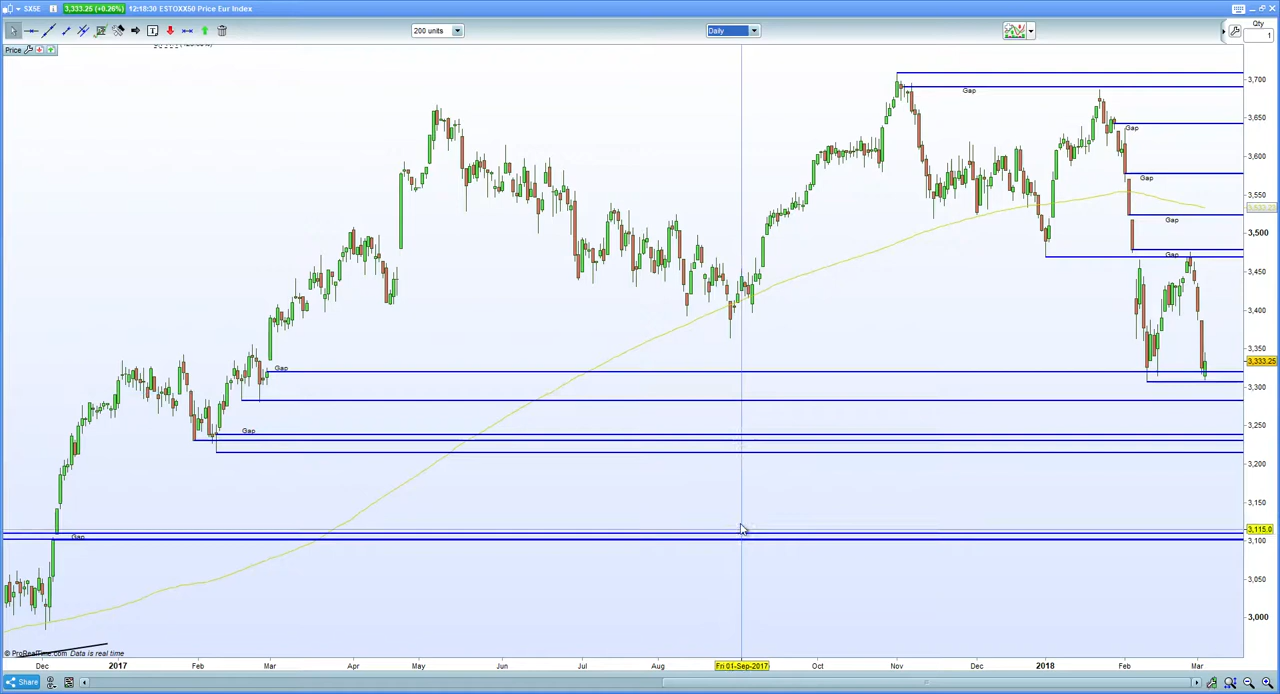 SX5E 3,333.25 (+0.26%) 12:18:30 ESTOXX50 Price Eur Index
200 units
Daily
Qty
1
Price
Gap
Gap
Gap
Gap
Gap
Gap
Gap
Gap
3,700
3,650
3,600
3,550
3,500
3,450
3,400
3,350
3,333.25
3,300
3,250
3,200
3,150
3,115.0
3,100
3,050
3,000
© ProRealTime.com Data is real time
Dec 2017 Feb Mar Apr May Jun Jul Aug Fri 01-Sep-2017 Oct Nov Dec 2018 Feb Mar
Share